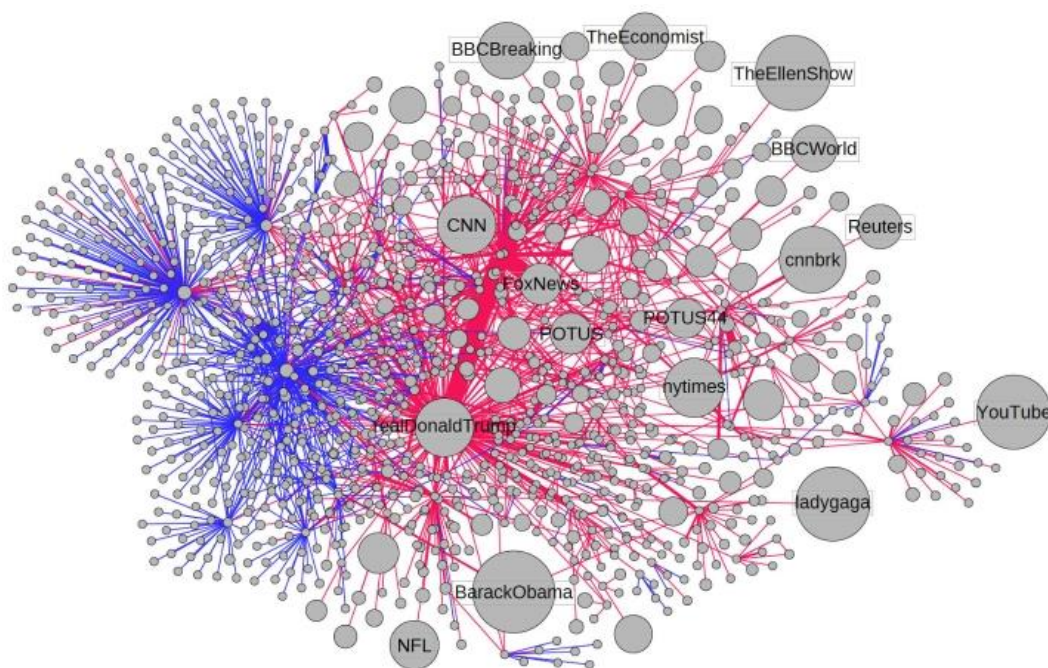 TheEconomist
BBCBreaking
TheEllenShow
BBCWorld
CNN
Reuters
cnnbrk
FoxNews
POTUS44
POTUS
nytimes
YouTube
realDonaldTrump
ladygaga
BarackObama
NFL